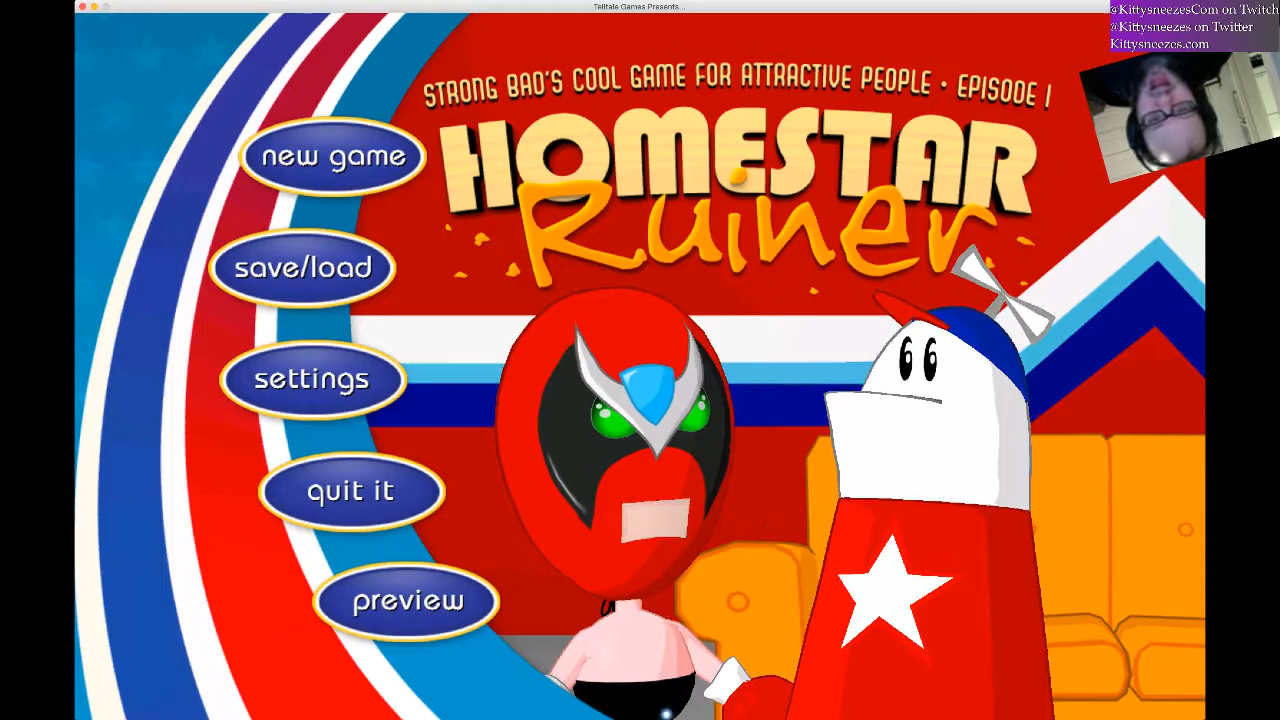 Telltale Games Presents...
@KittysneezesCom on Twitch
@Kittysneezes on Twitter
Kittysneezes.com
STRONG BAD'S COOL GAME FOR ATTRACTIVE PEOPLE • EPISODE 1
HOMESTAR
Ruiner
new game
save/load
settings
quit it
preview